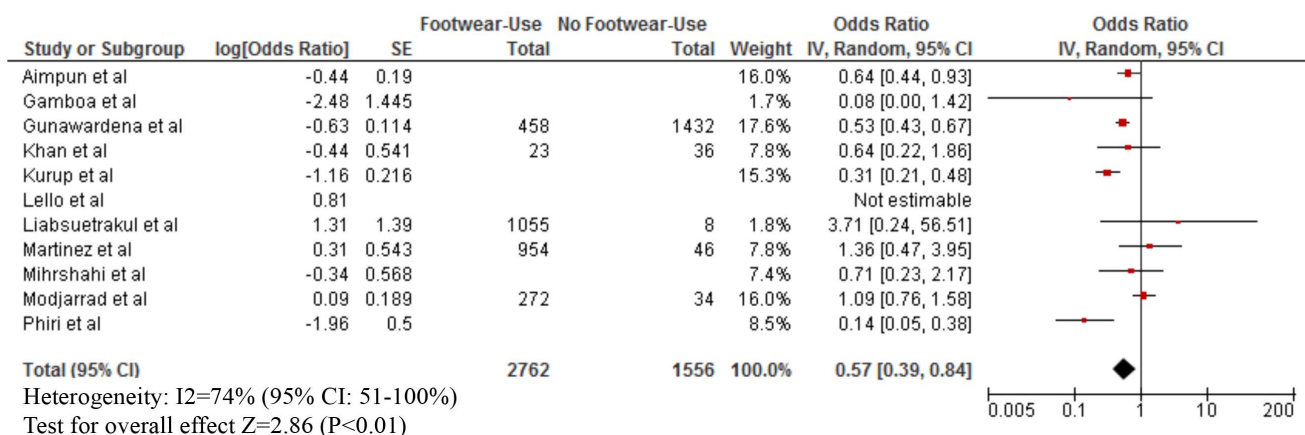 Footwear-Use No Footwear-Use Odds Ratio Odds Ratio
Study or Subgroup log[Odds Ratio] SE Total Total Weight IV, Random, 95% CI IV, Random, 95% CI
Aimpun et al -0.44 0.19 16.0% 0.64 [0.44, 0.93]
Gamboa et al -2.48 1.445 1.7% 0.08 [0.00, 1.42]
Gunawardena et al -0.63 0.114 458 1432 17.6% 0.53 [0.43, 0.67]
Khan et al -0.44 0.541 23 36 7.8% 0.64 [0.22, 1.86]
Kurup et al -1.16 0.216 15.3% 0.31 [0.21, 0.48]
Lello et al 0.81 Not estimable
Liabsuetrakul et al 1.31 1.39 1055 8 1.8% 3.71 [0.24, 56.51]
Martinez et al 0.31 0.543 954 46 7.8% 1.36 [0.47, 3.95]
Mihrshahi et al -0.34 0.568 7.4% 0.71 [0.23, 2.17]
Modjarrad et al 0.09 0.189 272 34 16.0% 1.09 [0.76, 1.58]
Phiri et al -1.96 0.5 8.5% 0.14 [0.05, 0.38]
Total (95% CI) 2762 1556 100.0% 0.57 [0.39, 0.84]
Heterogeneity: I2=74% (95% CI: 51-100%)
0.005 0.1 1 10 200
Test for overall effect Z=2.86 (P<0.01)